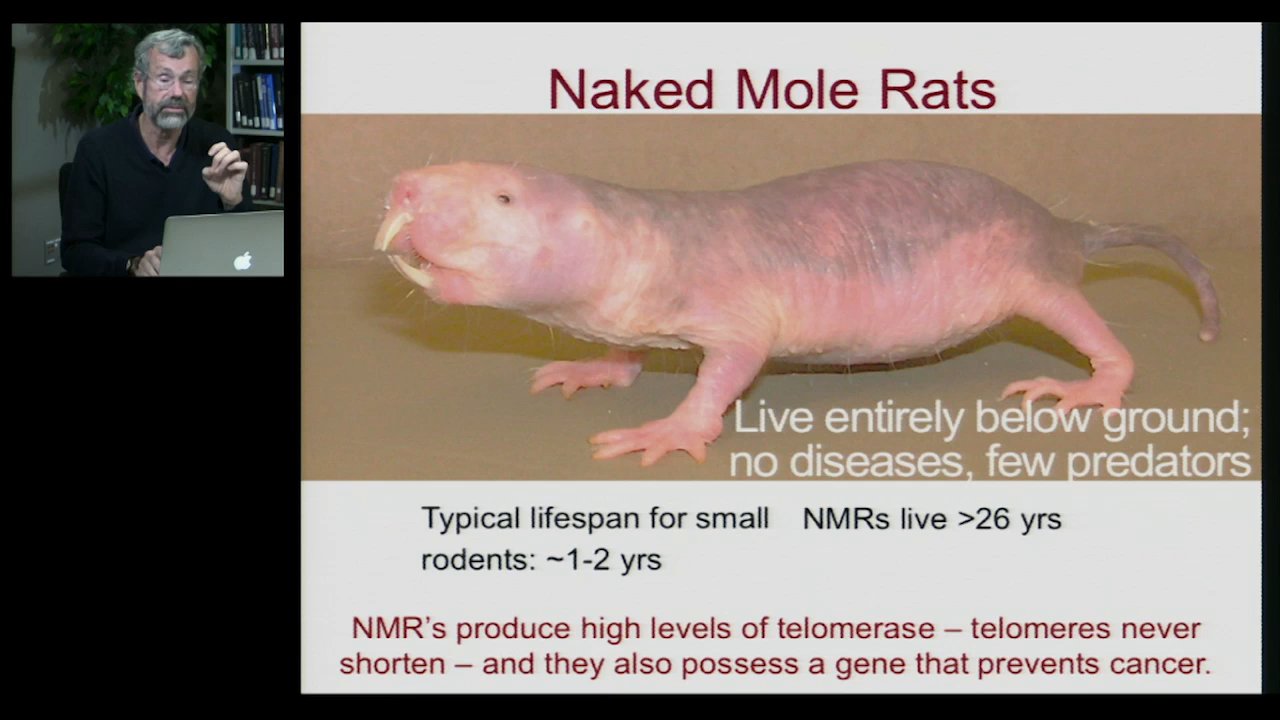 Naked Mole Rats
Live entirely below ground;
no diseases, few predators
Typical lifespan for small
rodents: ~1-2 yrs
NMRs live >26 yrs
NMR's produce high levels of telomerase – telomeres never
shorten – and they also possess a gene that prevents cancer.